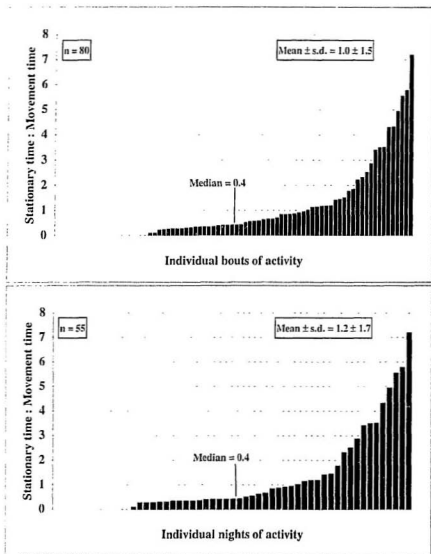 8
n = 80
Mean ± s.d. = 1.0 ± 1.5
7
6
5
4
3
Median = 0.4
2
1
0
Stationary time : Movement time
Individual bouts of activity
8
n = 55
Mean ± s.d. = 1.2 ± 1.7
7
6
5
4
3
Median = 0.4
2
1
0
Stationary time : Movement time
Individual nights of activity